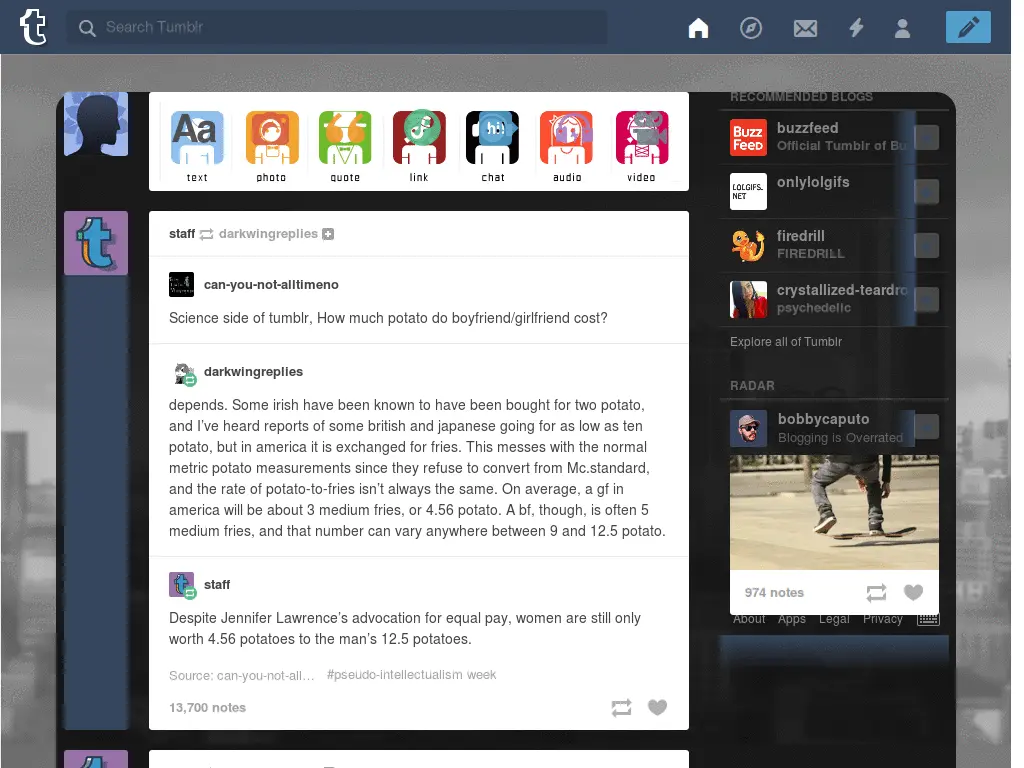 Search Tumblr
Aa
hi
text photo quote link chat audio video
staff darkwingreplies
can-you-not-alltimeno
Science side of tumblr, How much potato do boyfriend/girlfriend cost?
darkwingreplies
depends. Some irish have been known to have been bought for two potato,
and I’ve heard reports of some british and japanese going for as low as ten
potato, but in america it is exchanged for fries. This messes with the normal
metric potato measurements since they refuse to convert from Mc.standard,
and the rate of potato-to-fries isn’t always the same. On average, a gf in
america will be about 3 medium fries, or 4.56 potato. A bf, though, is often 5
medium fries, and that number can vary anywhere between 9 and 12.5 potato.
staff
Despite Jennifer Lawrence’s advocation for equal pay, women are still only
worth 4.56 potatoes to the man’s 12.5 potatoes.
Source: can-you-not-all… #pseudo-intellectualism week
13,700 notes
RECOMMENDED BLOGS
BuzzFeed
buzzfeed
Official Tumblr of Bu
LOLGIFS.
NET
onlylolgifs
firedrill
FIREDRILL
crystallized-teardro
psychedelic
Explore all of Tumblr
RADAR
bobbycaputo
Blogging is Overrated
974 notes
About Apps Legal Privacy